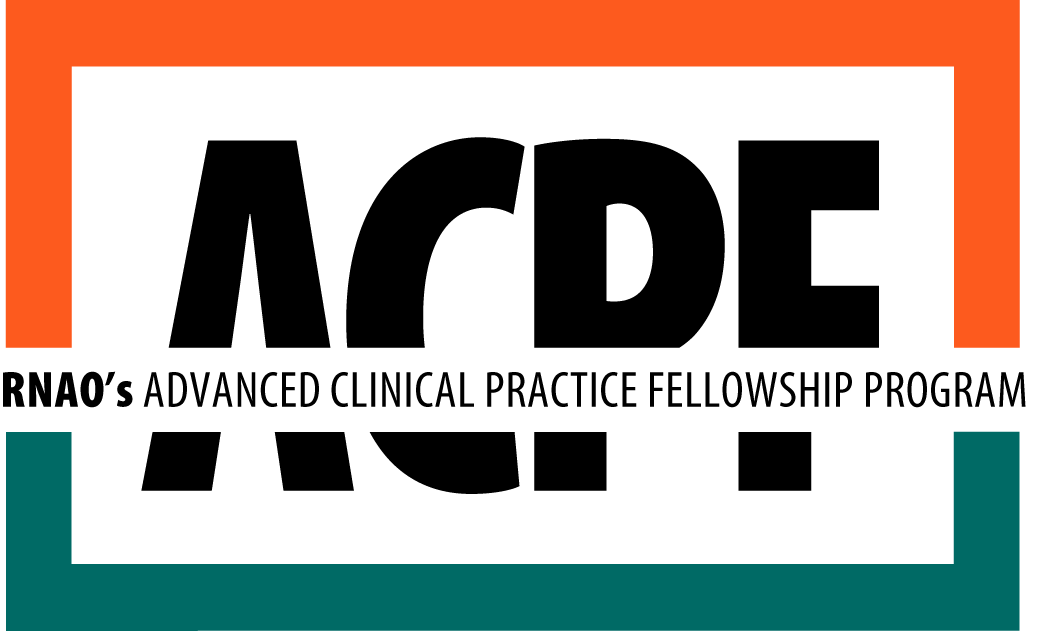 ACPF
RNAO's ADVANCED CLINICAL PRACTICE FELLOWSHIP PROGRAM